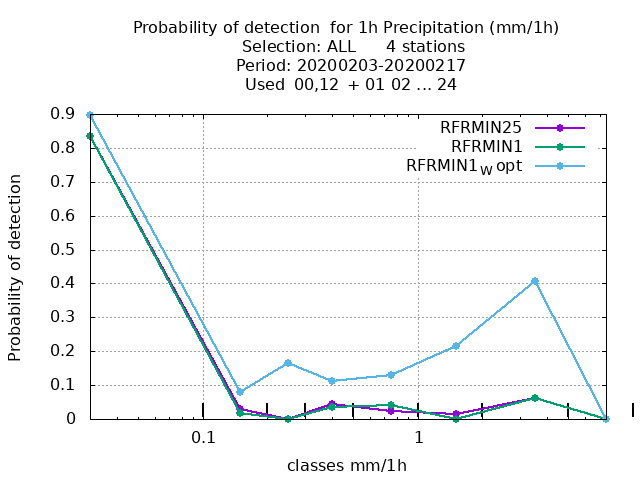 Probability of detection  for 1h Precipitation (mm/1h)
Selection: ALL      4 stations
Period: 20200203-20200217
Used  00,12  + 01 02 ... 24
RFRMIN25
RFRMIN1
RFRMIN1W opt
0.9
0.8
0.7
0.6
0.5
0.4
0.3
0.2
0.1
0
Probability of detection
0.1 1
classes mm/1h